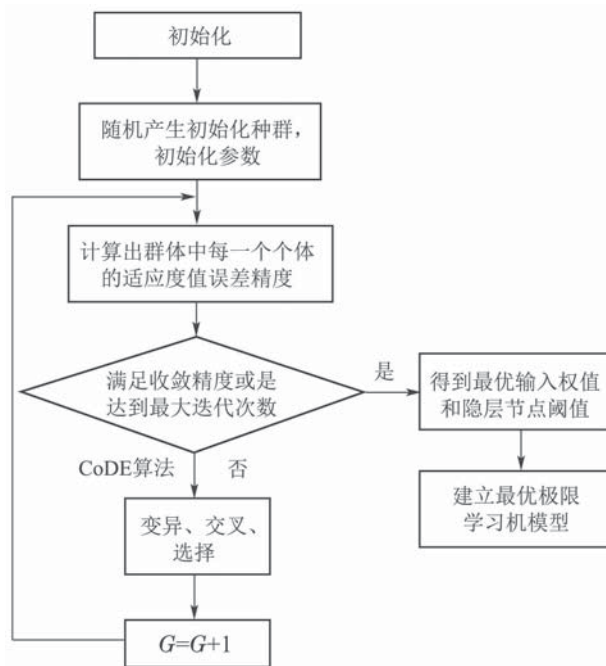 初始化
随机产生初始化种群，
初始化参数
计算出群体中每一个个体
的适应度值误差精度
满足收敛精度或是
达到最大迭代次数
是
得到最优输入权值
和隐层节点阈值
CoDE算法
否
建立最优极限
学习机模型
变异、交叉、
选择
G=G+1